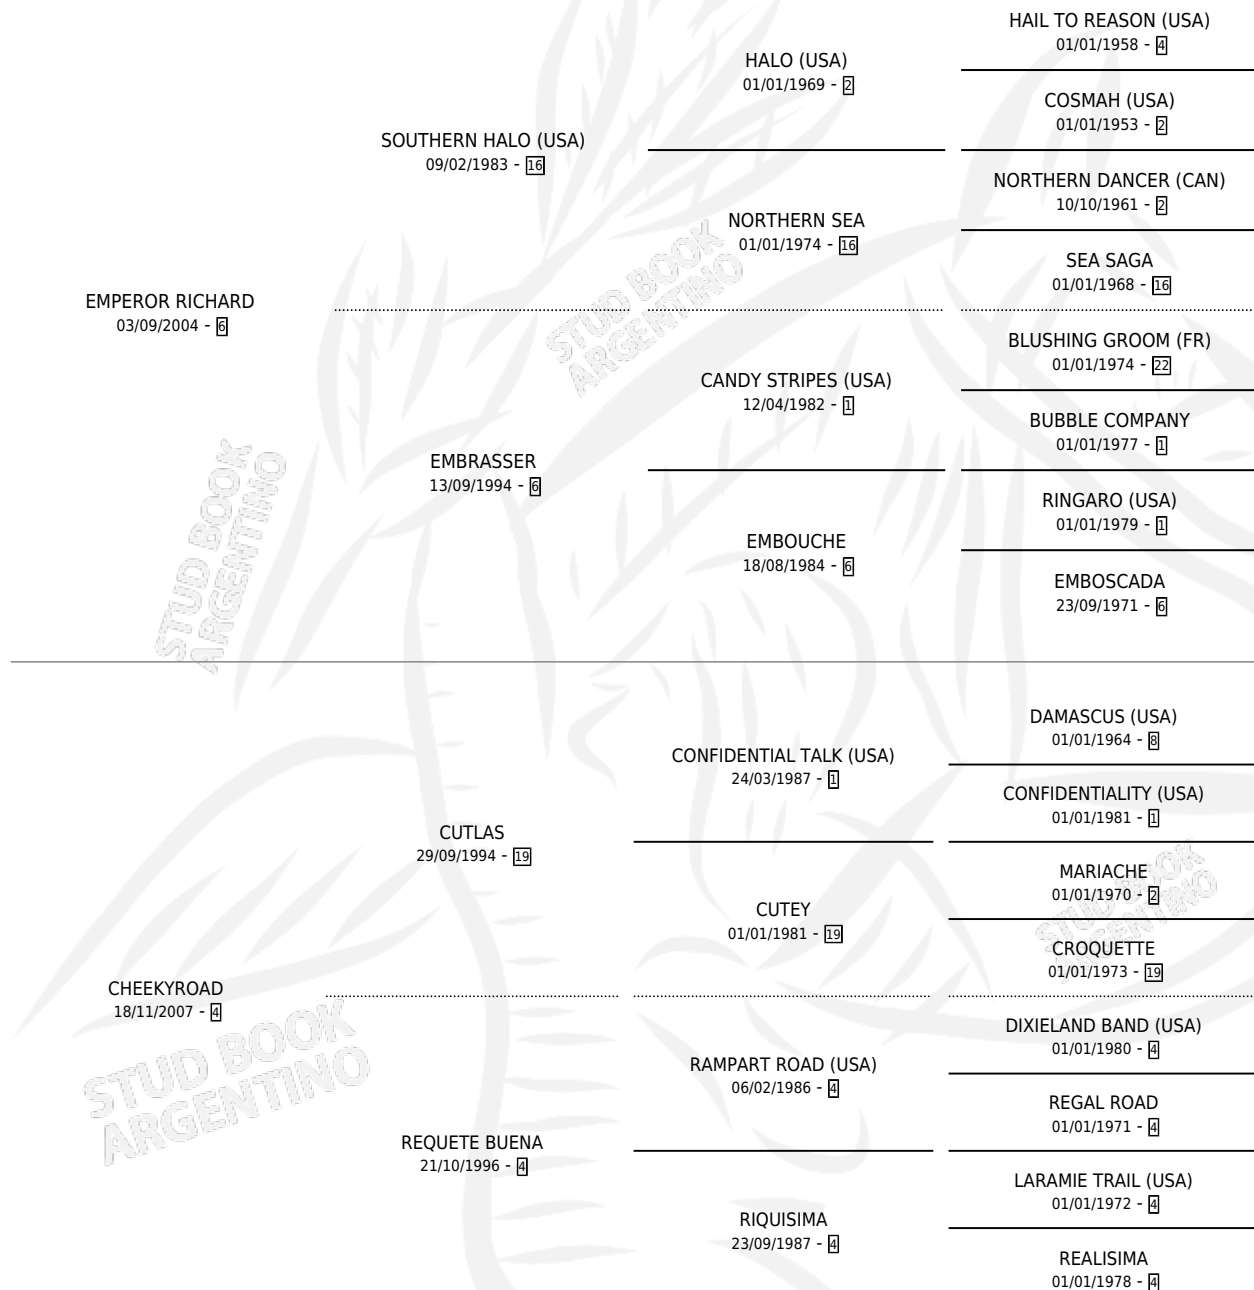 HAIL TO REASON (USA)
01/01/1958 - 4
HALO (USA)
01/01/1969 - 2
COSMAH (USA)
01/01/1953 - 2
SOUTHERN HALO (USA)
09/02/1983 - 16
NORTHERN DANCER (CAN)
10/10/1961 - 2
NORTHERN SEA
01/01/1974 - 16
SEA SAGA
01/01/1968 - 16
EMPEROR RICHARD
03/09/2004 - 6
BLUSHING GROOM (FR)
01/01/1974 - 22
CANDY STRIPES (USA)
12/04/1982 - 1
BUBBLE COMPANY
01/01/1977 - 1
EMBRASSER
13/09/1994 - 6
RINGARO (USA)
01/01/1979 - 1
EMBOUCHE
18/08/1984 - 6
EMBOSCADA
23/09/1971 - 6
DAMASCUS (USA)
01/01/1964 - 8
CONFIDENTIAL TALK (USA)
24/03/1987 - 1
CONFIDENTIALITY (USA)
01/01/1981 - 1
CUTLAS
29/09/1994 - 19
MARIACHE
01/01/1970 - 2
CUTEY
01/01/1981 - 19
CROQUETTE
01/01/1973 - 19
CHEEKYROAD
18/11/2007 - 4
DIXIELAND BAND (USA)
01/01/1980 - 4
RAMPART ROAD (USA)
06/02/1986 - 4
REGAL ROAD
01/01/1971 - 4
REQUETE BUENA
21/10/1996 - 4
LARAMIE TRAIL (USA)
01/01/1972 - 4
RIQUISIMA
23/09/1987 - 4
REALISIMA
01/01/1978 - 4
STUD BOOK
ARGENTINO
STUD BOOK
ARGENTINO
STUD BOOK
ARGENTINO
STUD BOOK
ARGENTINO